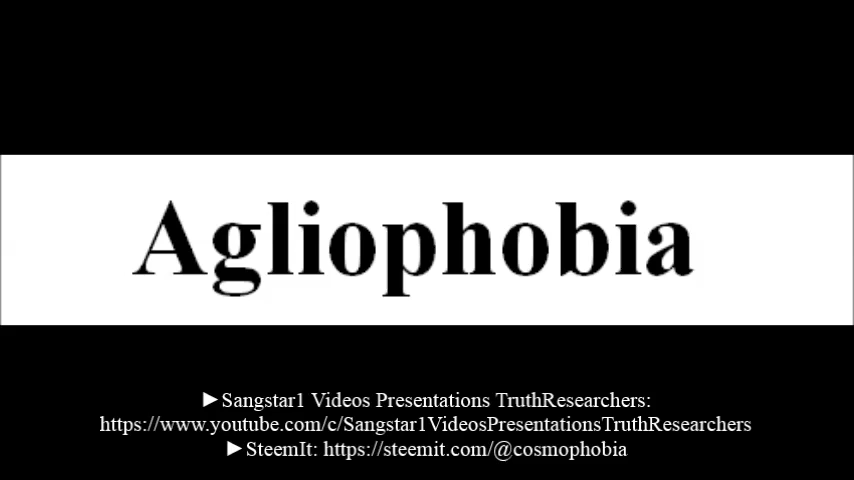 Agliophobia
►Sangstar1 Videos Presentations TruthResearchers:
https://www.youtube.com/c/Sangstar1VideosPresentationsTruthResearchers
►SteemIt: https://steemit.com/@cosmophobia